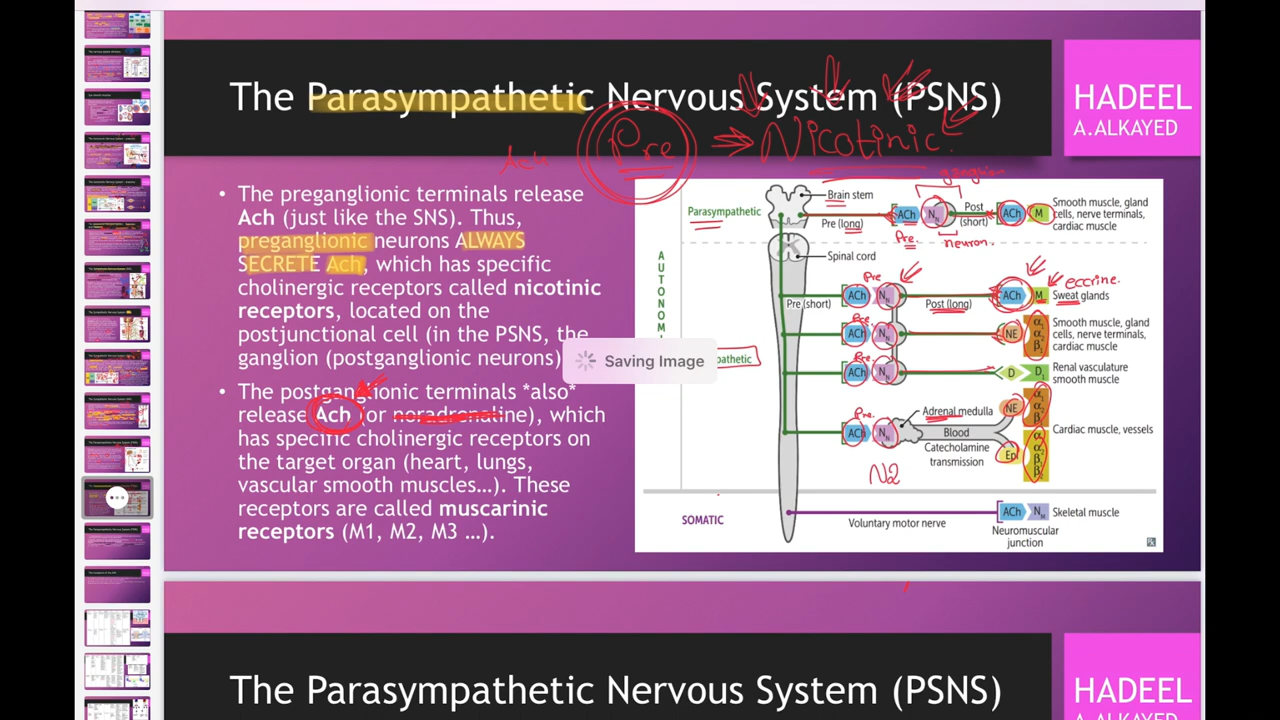 The Parasympathetic Nervous System (PSNS)
HADEEL
A.ALKAYED
Pre → Nicotinic.
• The preganglionic terminals release
Ach (just like the SNS). Thus,
preganglionic neurons ALWAYS
SECRETE Ach, which has specific
cholinergic receptors called nicotinic
receptors, located on the
postjunctional cell (in the PSNS, the
ganglion (postganglionic neurons)
• The postganglionic terminals *also*
release Ach (or noradrenaline), which
has specific cholinergic receptors on
the target organ (heart, lungs,
vascular smooth muscles…). These
receptors are called muscarinic
receptors (M1, M2, M3 …).
Saving Image
ganglion
Parasympathetic
Brain stem
Pre (long)
ACh
Pre
neuron.
Post
(short)
ACh
M
Smooth muscle, gland
cells, nerve terminals,
cardiac muscle
Spinal cord
AUTONOM
pathetic
Pre (short)
Pre
ACh
NN
Post (long)
ACh
M
eccrine.
Sweat glands
Pre
ACh
NN
NE
α1
Smooth muscle, gland
cells, nerve terminals,
cardiac muscle
Pre.
ACh
NN
D
D1
Renal vasculature
smooth muscle
Pre.
ACh
NN
Adrenal medulla
Blood
Catecholamine
transmission
NE
Ep
Cardiac muscle, vessels
N2
SOMATIC
Voluntary motor nerve
ACh
Neuromuscular
junction
Skeletal muscle
The Parasympathetic Nervous System (PSNS)
HADEEL
A.ALKAYED